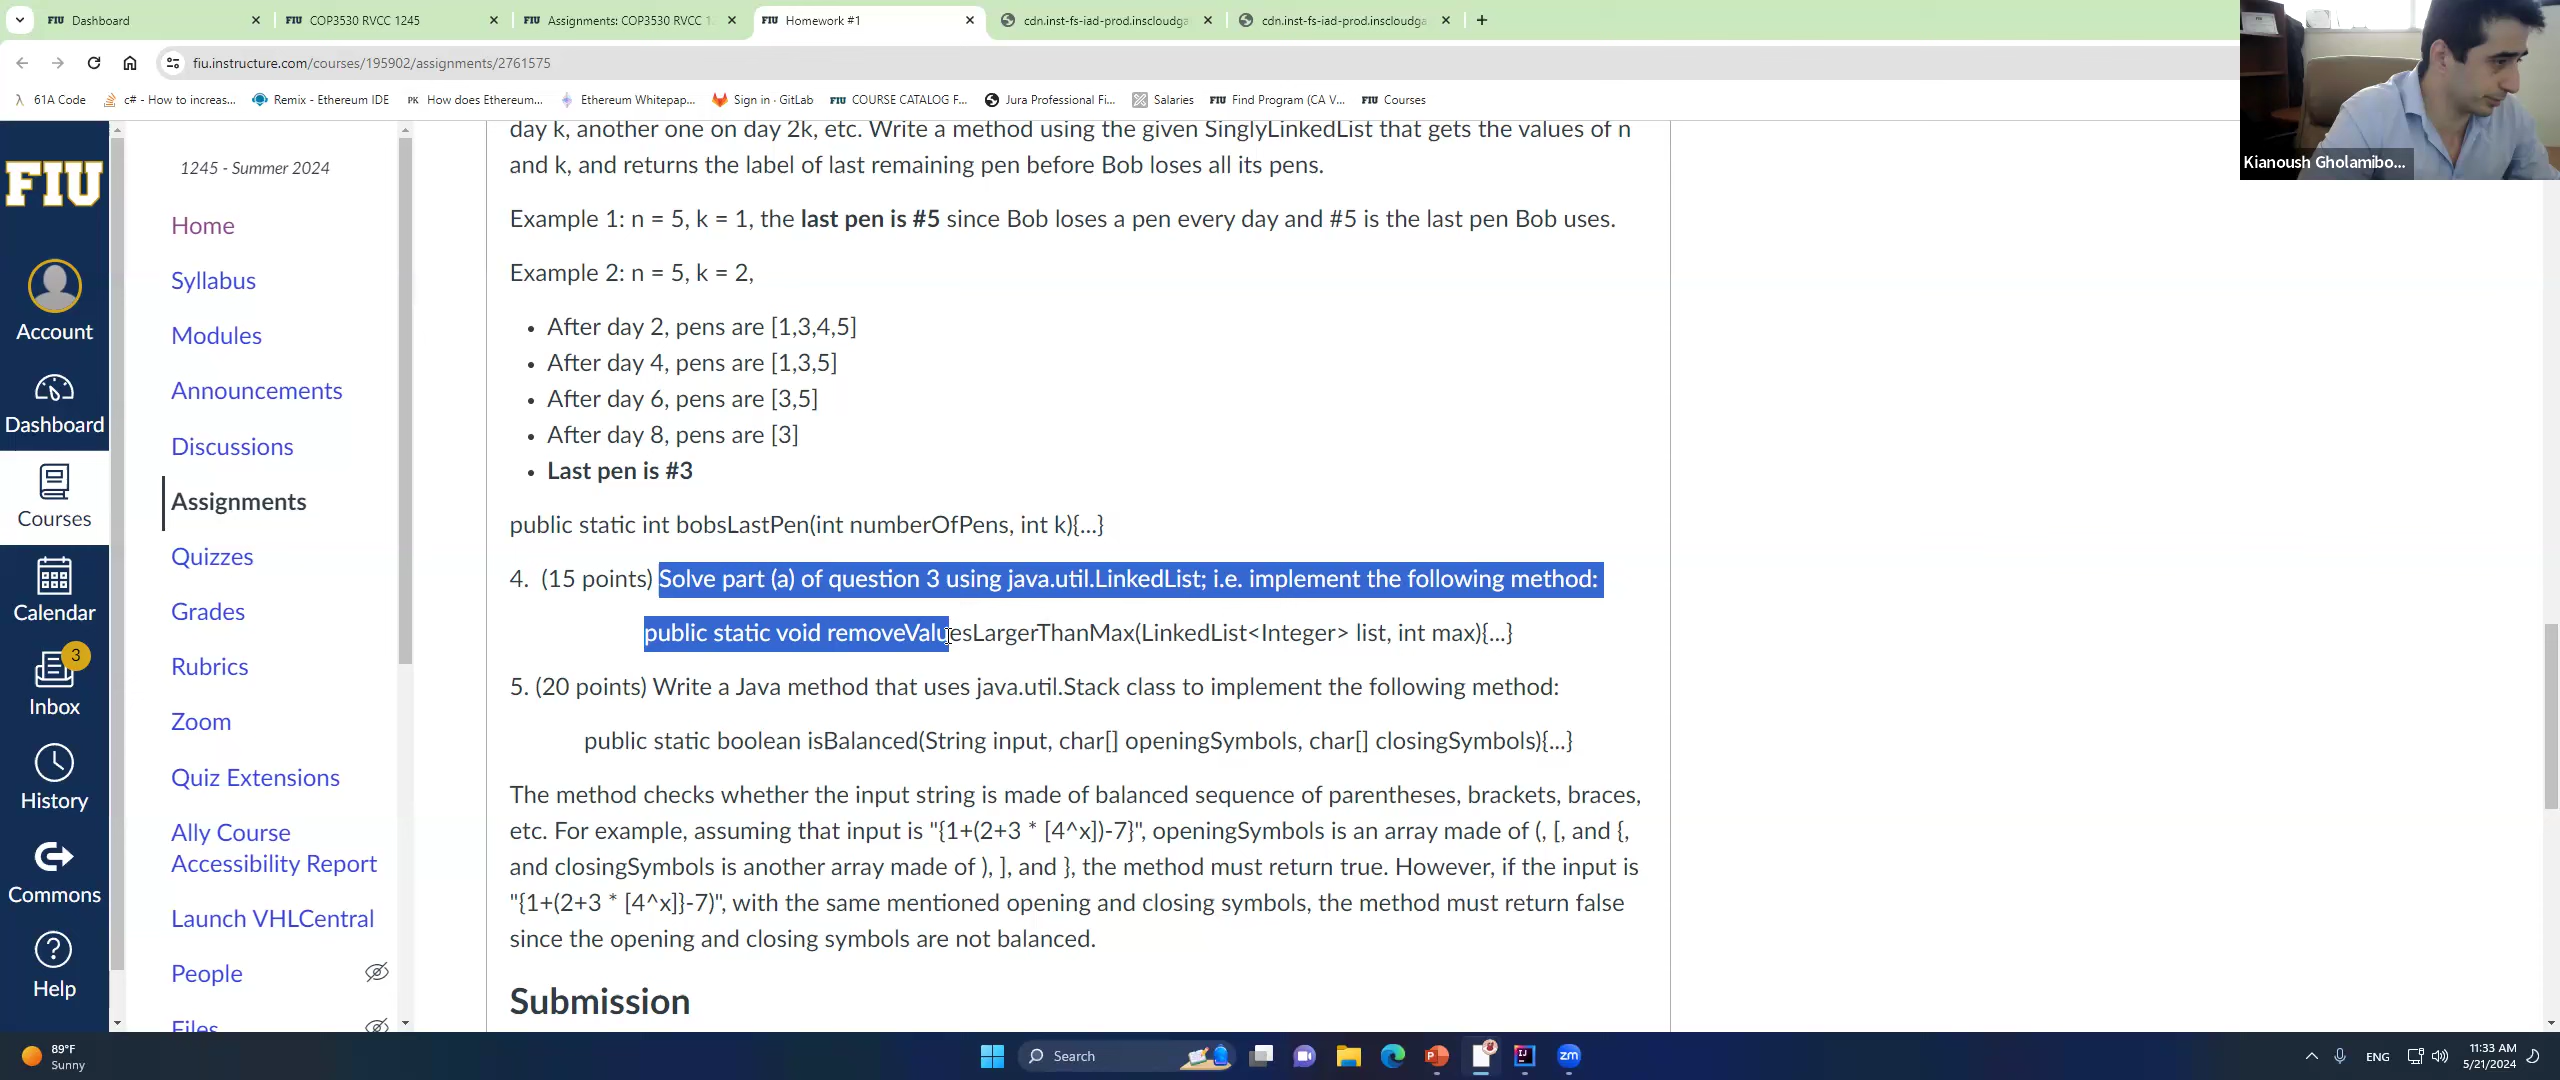 Dashboard
COP3530 RVCC 1245
Assignments: COP3530 RVCC 1
Homework #1
cdn.inst-fs-iad-prod.inscloudga
cdn.inst-fs-iad-prod.inscloudga
fiu.instructure.com/courses/195902/assignments/2761575
61A Code
c# - How to increas...
Remix - Ethereum IDE
PK How does Ethereum...
Ethereum Whitepap...
Sign in · GitLab
FIU COURSE CATALOG F...
Jura Professional Fi...
Salaries
FIU Find Program (CA V...
FIU Courses
Kianoush Gholamibo...
FIU
Account
Dashboard
Courses
Calendar
3
Inbox
History
Commons
Help
1245 - Summer 2024
Home
Syllabus
Modules
Announcements
Discussions
Assignments
Quizzes
Grades
Rubrics
Zoom
Quiz Extensions
Ally Course
Accessibility Report
Launch VHLCentral
People
Files
day k, another one on day 2k, etc. Write a method using the given SinglyLinkedList that gets the values of n
and k, and returns the label of last remaining pen before Bob loses all its pens.
Example 1: n = 5, k = 1, the last pen is #5 since Bob loses a pen every day and #5 is the last pen Bob uses.
Example 2: n = 5, k = 2,
• After day 2, pens are [1,3,4,5]
• After day 4, pens are [1,3,5]
• After day 6, pens are [3,5]
• After day 8, pens are [3]
• Last pen is #3
public static int bobsLastPen(int numberOfPens, int k){...}
4. (15 points) Solve part (a) of question 3 using java.util.LinkedList; i.e. implement the following method:
public static void removeValuesLargerThanMax(LinkedList<Integer> list, int max){...}
5. (20 points) Write a Java method that uses java.util.Stack class to implement the following method:
public static boolean isBalanced(String input, char[] openingSymbols, char[] closingSymbols){...}
The method checks whether the input string is made of balanced sequence of parentheses, brackets, braces,
etc. For example, assuming that input is "{1+(2+3 * [4^x])-7}", openingSymbols is an array made of (, [, and {,
and closingSymbols is another array made of ), ], and }, the method must return true. However, if the input is
"{1+(2+3 * [4^x]}-7)", with the same mentioned opening and closing symbols, the method must return false
since the opening and closing symbols are not balanced.
Submission
89°F
Sunny
Search
zm
ENG
11:33 AM
5/21/2024